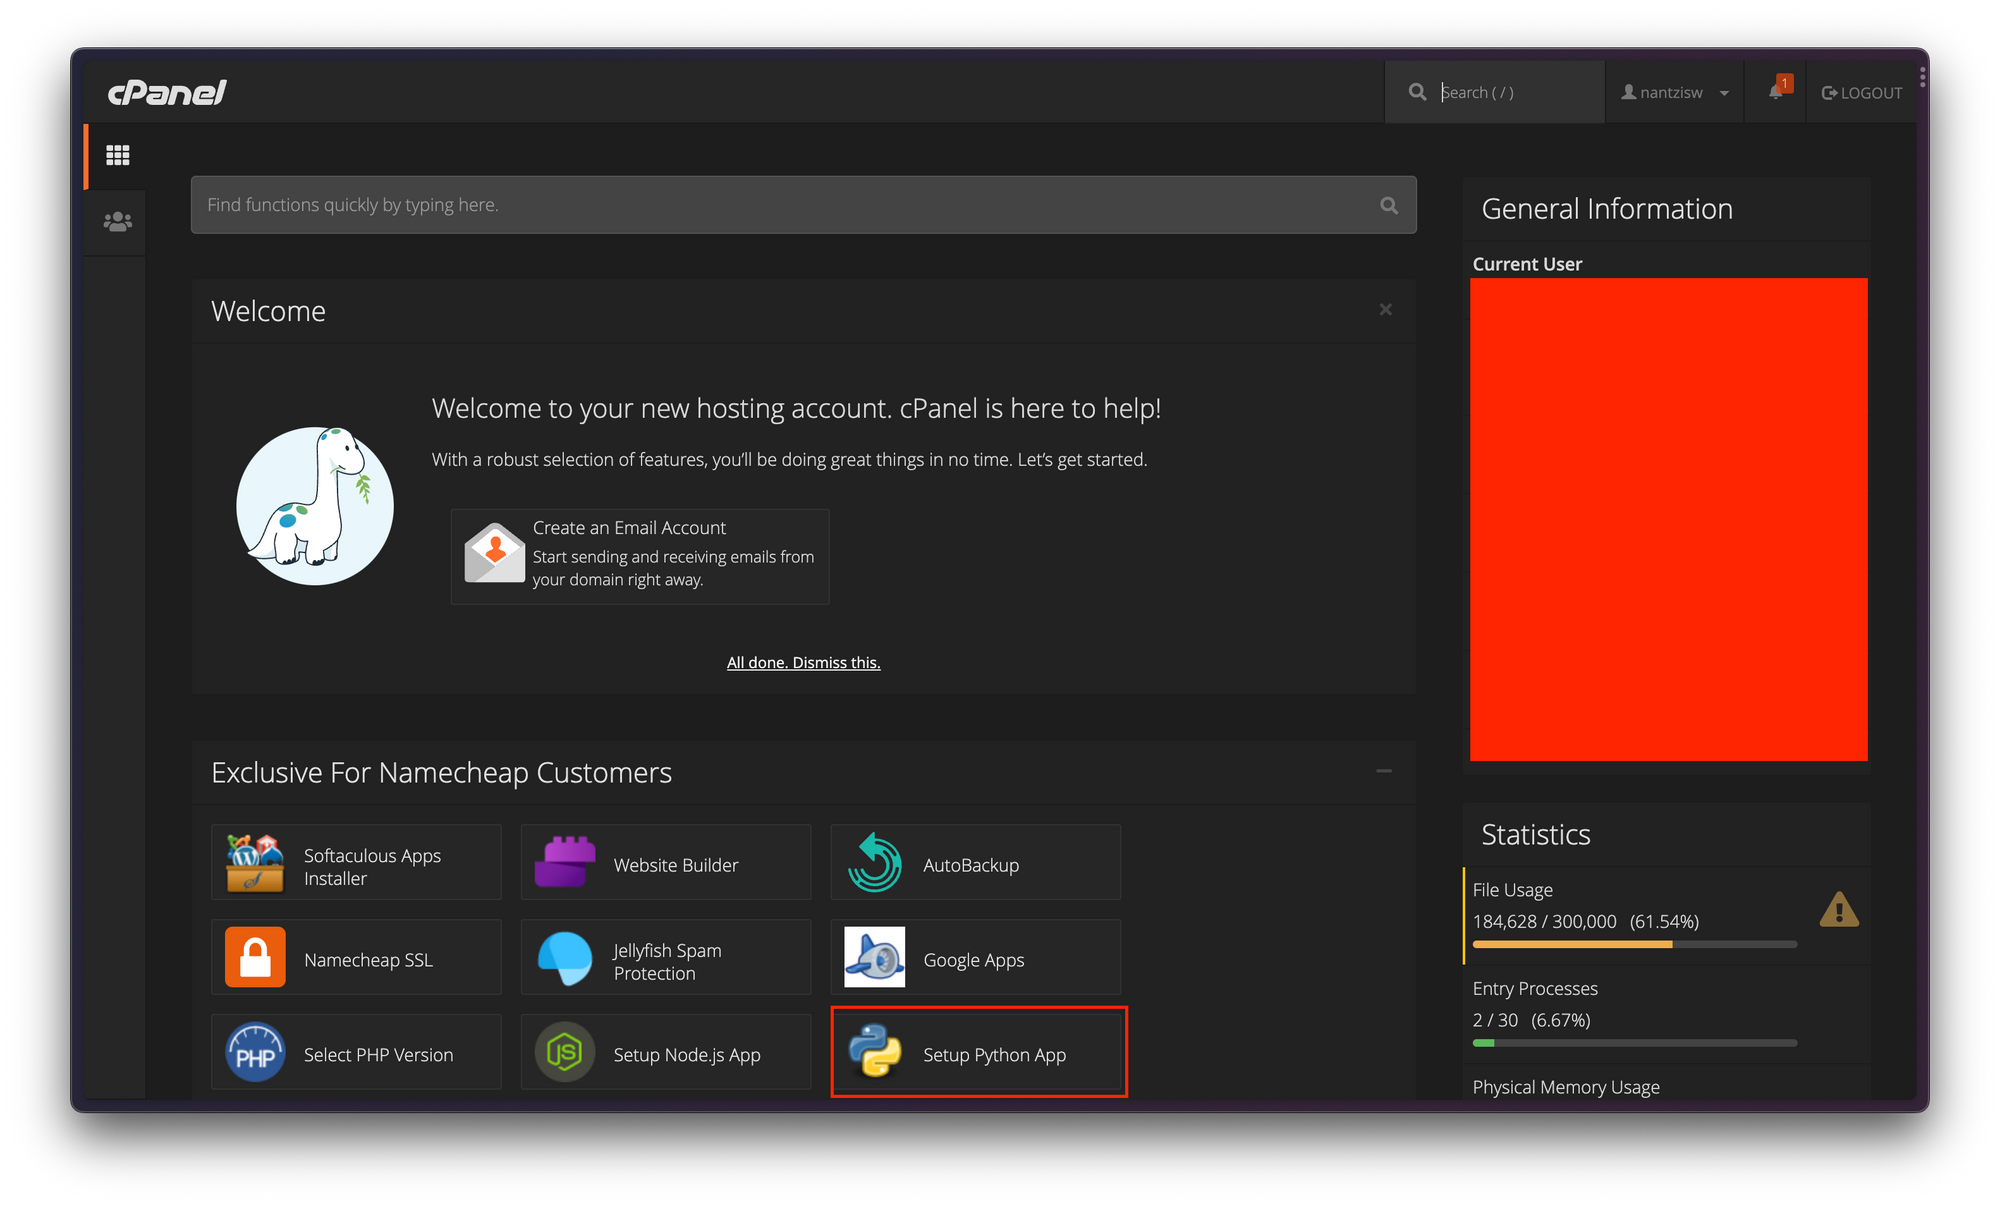 cPanel
Search ( / )
nantzisw
1
LOGOUT
Find functions quickly by typing here.
Welcome
Welcome to your new hosting account. cPanel is here to help!
With a robust selection of features, you’ll be doing great things in no time. Let’s get started.
Create an Email Account
Start sending and receiving emails from
your domain right away.
All done. Dismiss this.
Exclusive For Namecheap Customers
Softaculous Apps
Installer
Website Builder
AutoBackup
Namecheap SSL
Jellyfish Spam
Protection
Google Apps
PHP
Select PHP Version
JS
Setup Node.js App
Setup Python App
General Information
Current User
Statistics
File Usage
184,628 / 300,000 (61.54%)
Entry Processes
2 / 30 (6.67%)
Physical Memory Usage